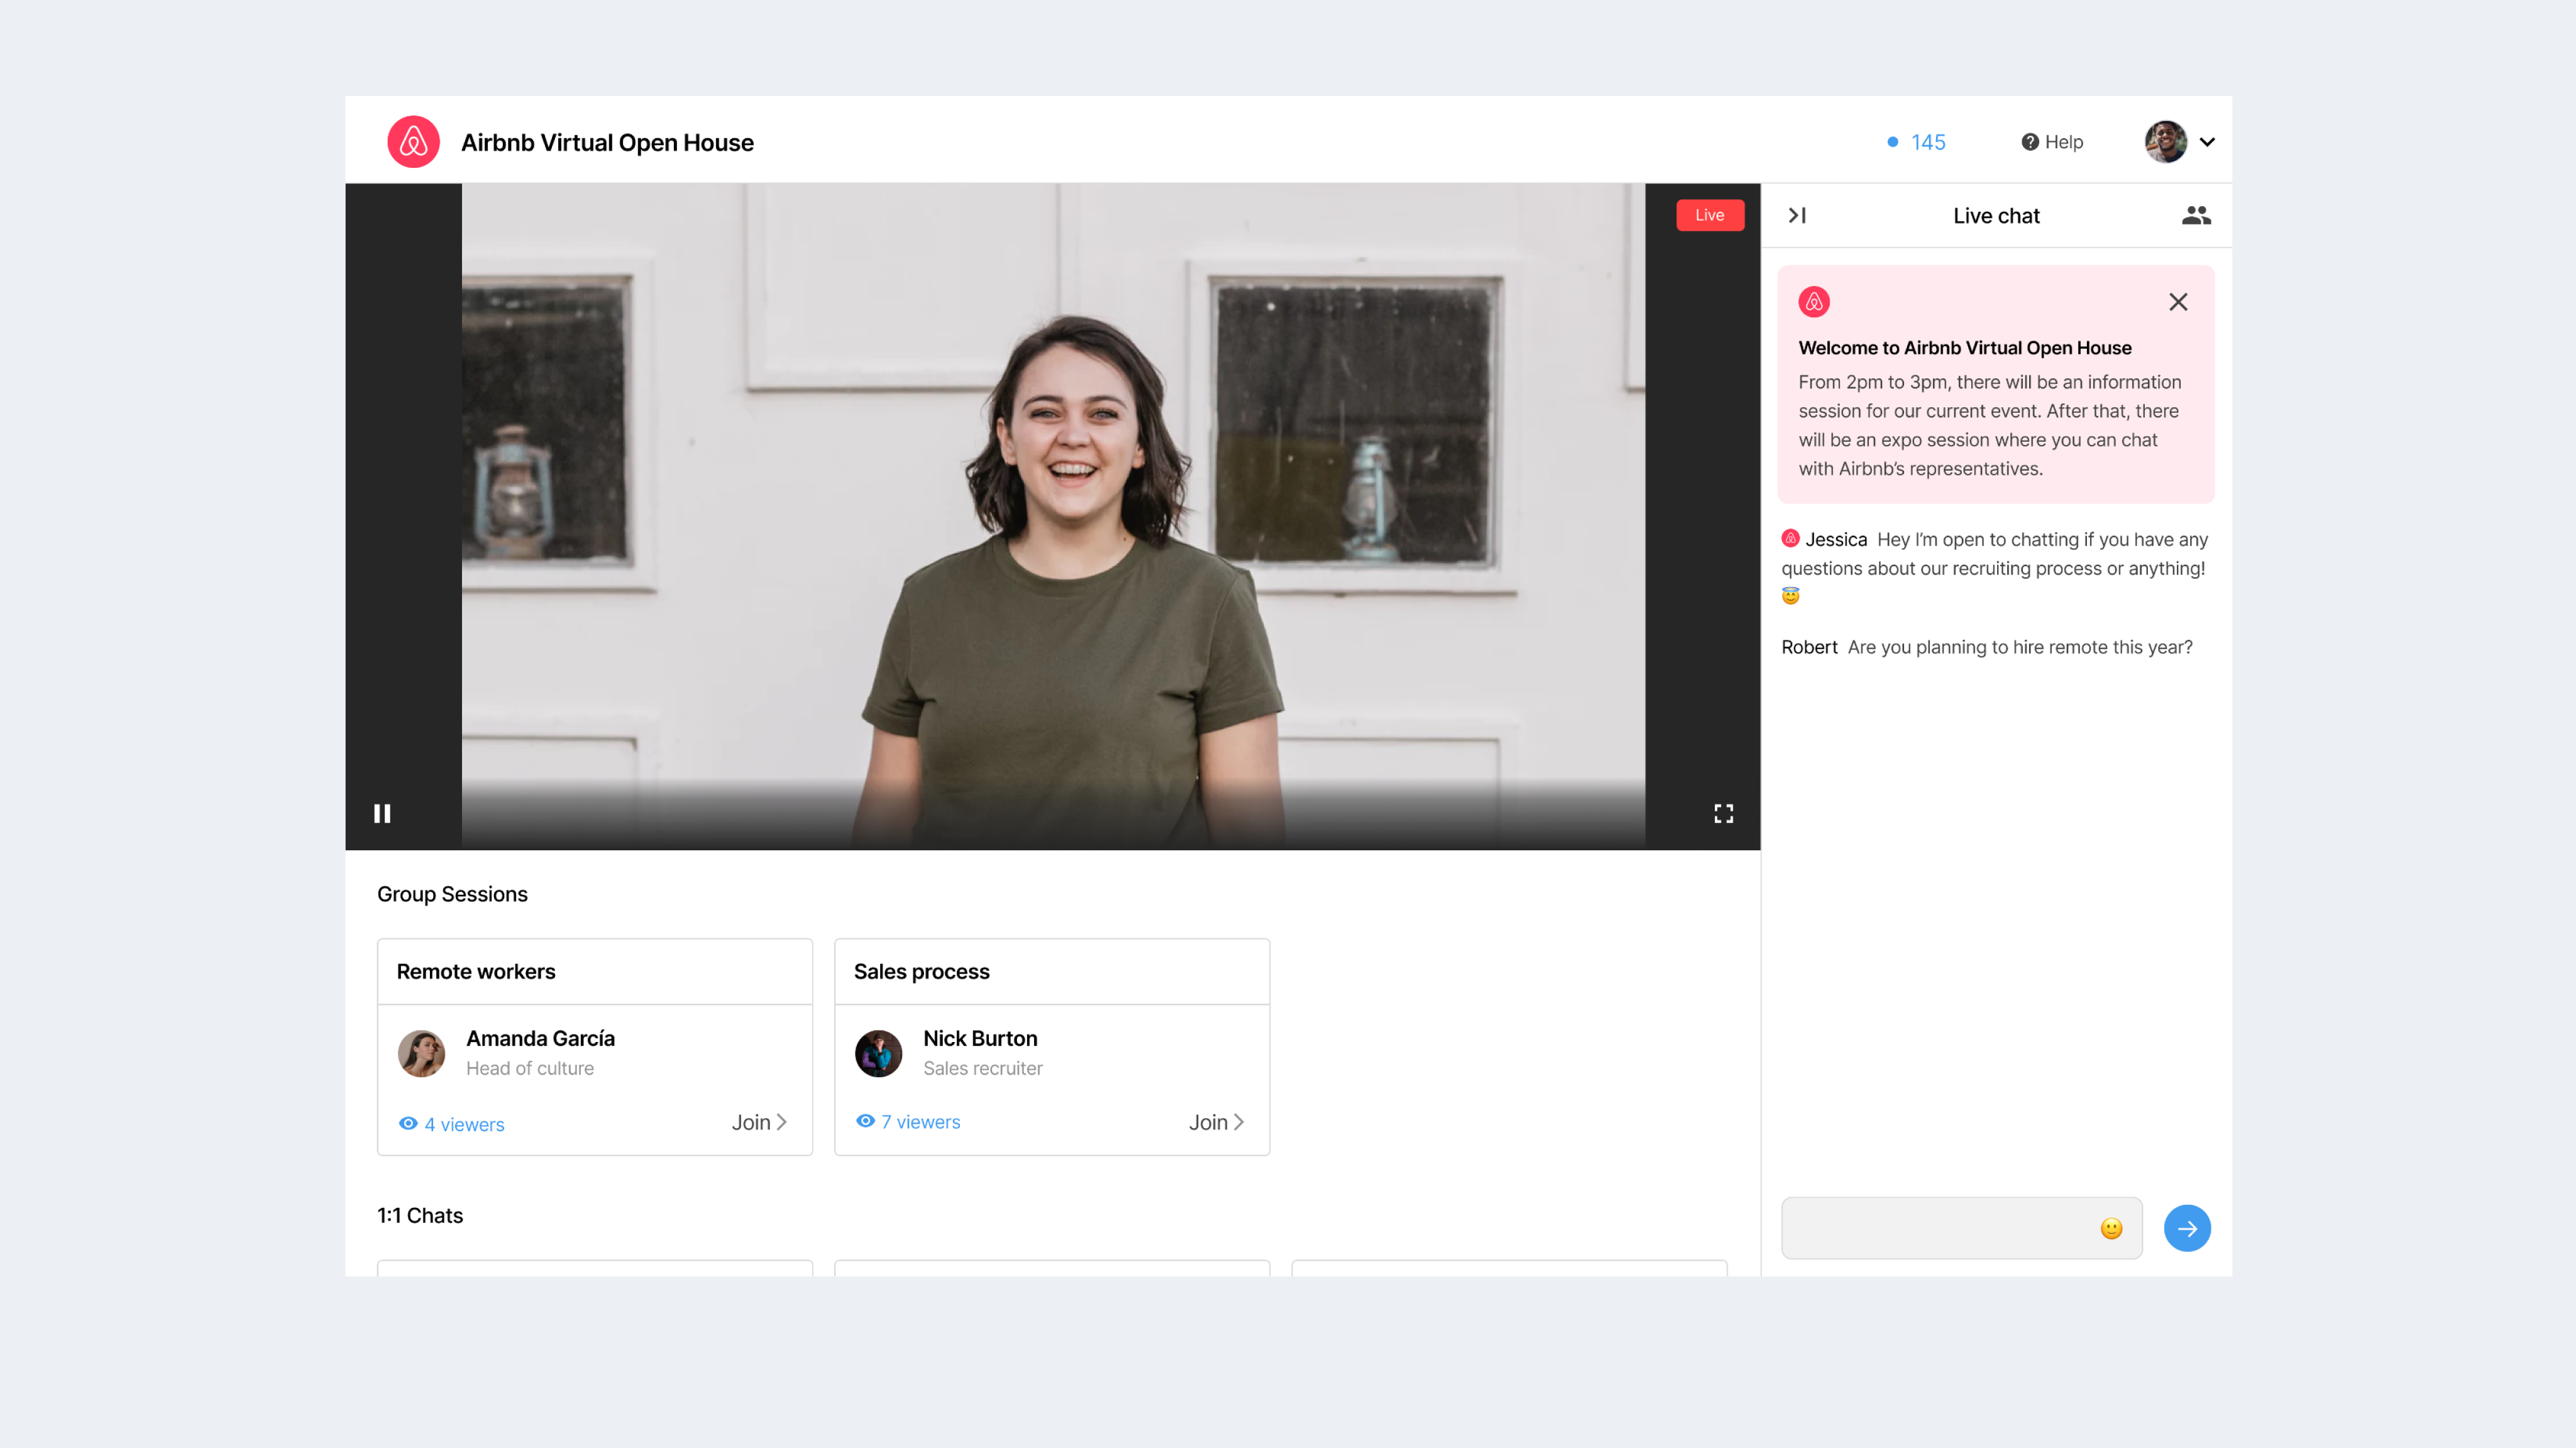 Airbnb Virtual Open House
145
Help
Live
Live chat
Welcome to Airbnb Virtual Open House
From 2pm to 3pm, there will be an information
session for our current event. After that, there
will be an expo session where you can chat
with Airbnb’s representatives.
Jessica Hey I’m open to chatting if you have any
questions about our recruiting process or anything!
😇
Robert Are you planning to hire remote this year?
Group Sessions
Remote workers
Amanda García
Head of culture
4 viewers
Join
Sales process
Nick Burton
Sales recruiter
7 viewers
Join
1:1 Chats